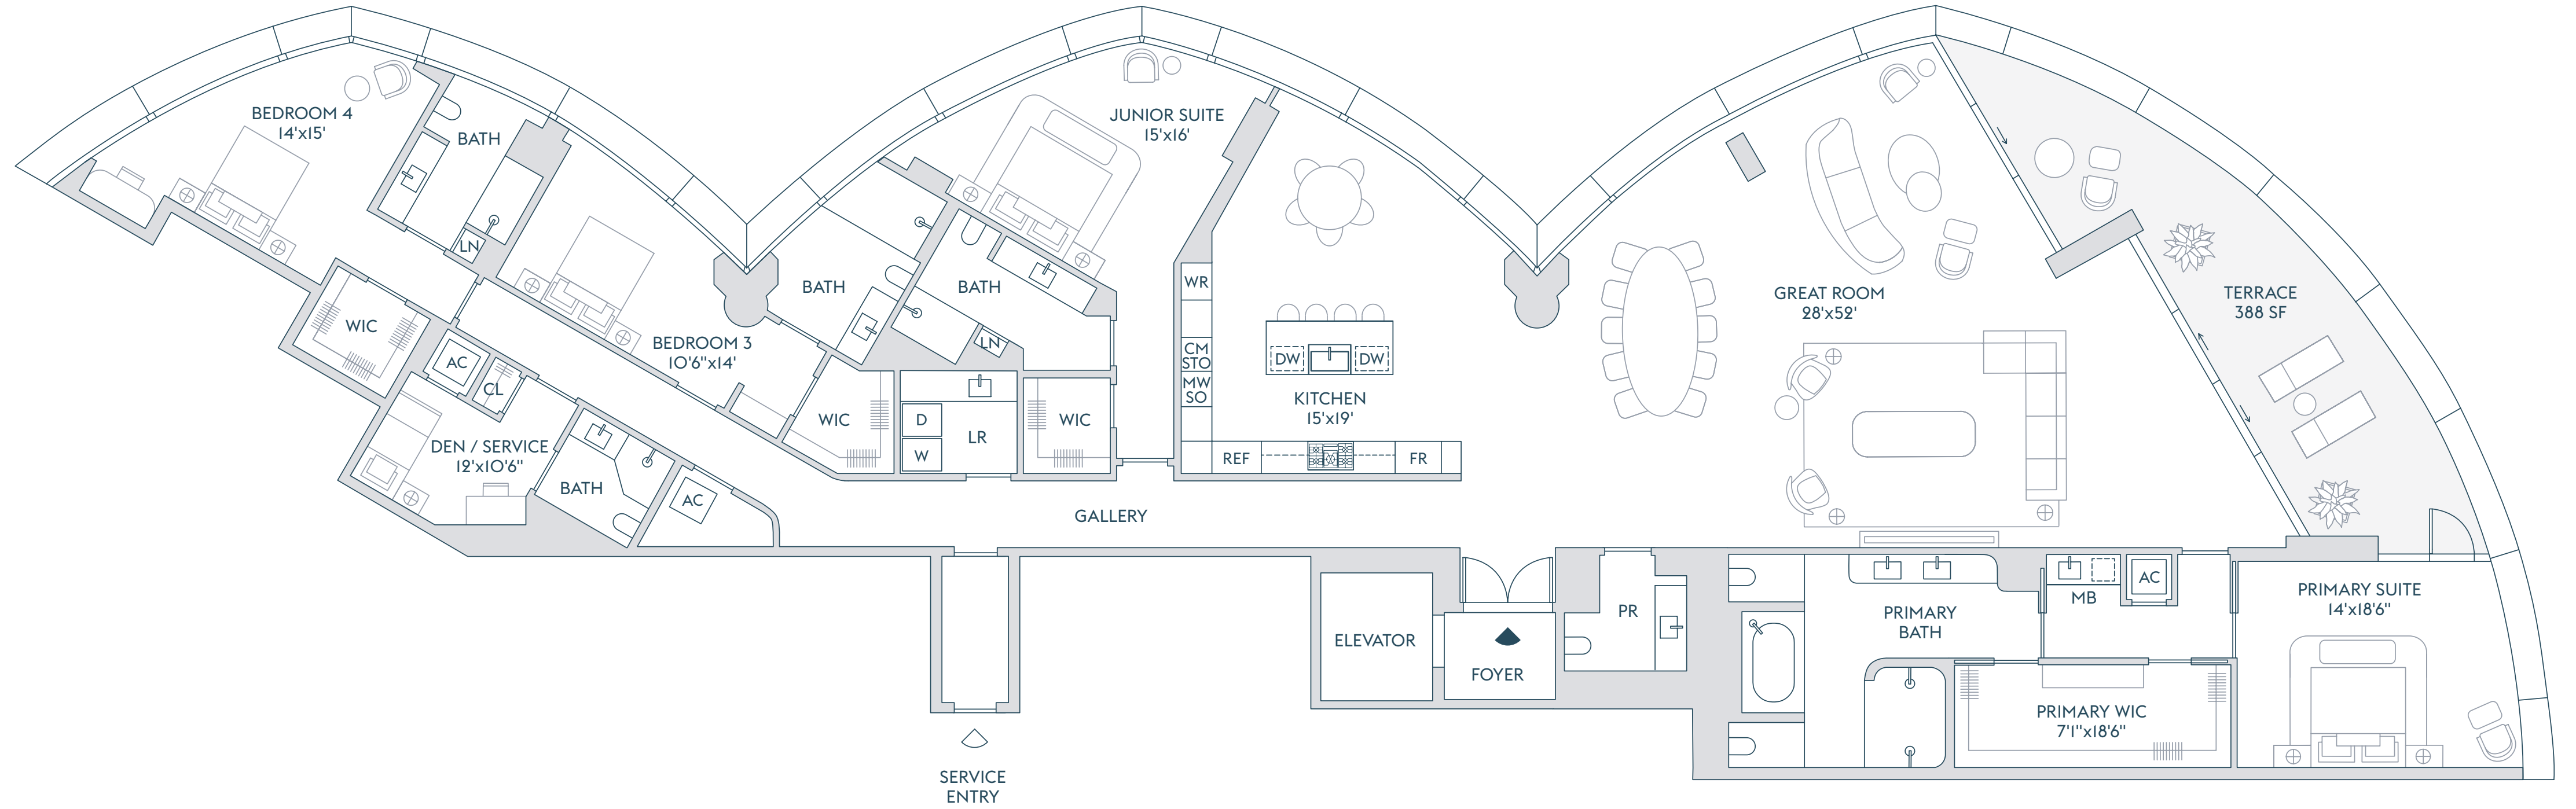 BEDROOM 4
14'x15'
BATH
LN
WIC
AC
CL
DEN / SERVICE
12'x10'6"
BATH
AC
BEDROOM 3
10'6"x14'
BATH
WIC
JUNIOR SUITE
15'x16'
BATH
LN
D
W
LR
WIC
WR
CM
STO
MW
SO
REF
FR
DW
DW
KITCHEN
15'x19'
GALLERY
GREAT ROOM
28'x52'
TERRACE
388 SF
SERVICE
ENTRY
ELEVATOR
FOYER
PR
PRIMARY
BATH
MB
AC
PRIMARY WIC
7'1"x18'6"
PRIMARY SUITE
14'x18'6"